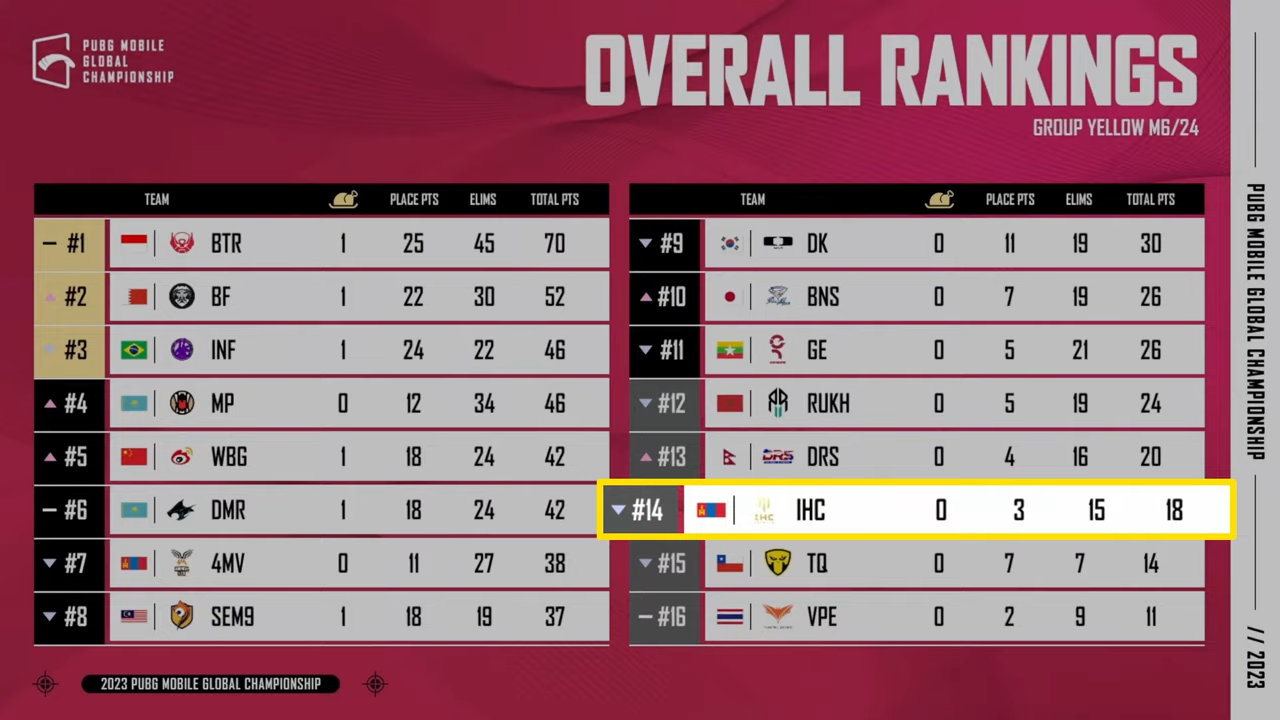 PUBG MOBILE
GLOBAL
CHAMPIONSHIP
OVERALL RANKINGS
GROUP YELLOW M6/24
TEAM PLACE PTS ELIMS TOTAL PTS
#1 BTR 1 25 45 70
#2 BF 1 22 30 52
#3 INF 1 24 22 46
#4 MP 0 12 34 46
#5 WBG 1 18 24 42
#6 DMR 1 18 24 42
#7 4MV 0 11 27 38
#8 SEM9 1 18 19 37
TEAM PLACE PTS ELIMS TOTAL PTS
#9 DK 0 11 19 30
#10 BNS 0 7 19 26
#11 GE 0 5 21 26
#12 RUKH 0 5 19 24
#13 DRS DRS 0 4 16 20
#14 IHC IHC 0 3 15 18
#15 TQ 0 7 7 14
#16 VPE 0 2 9 11
2023 PUBG MOBILE GLOBAL CHAMPIONSHIP
PUBG MOBILE GLOBAL CHAMPIONSHIP
// 2023